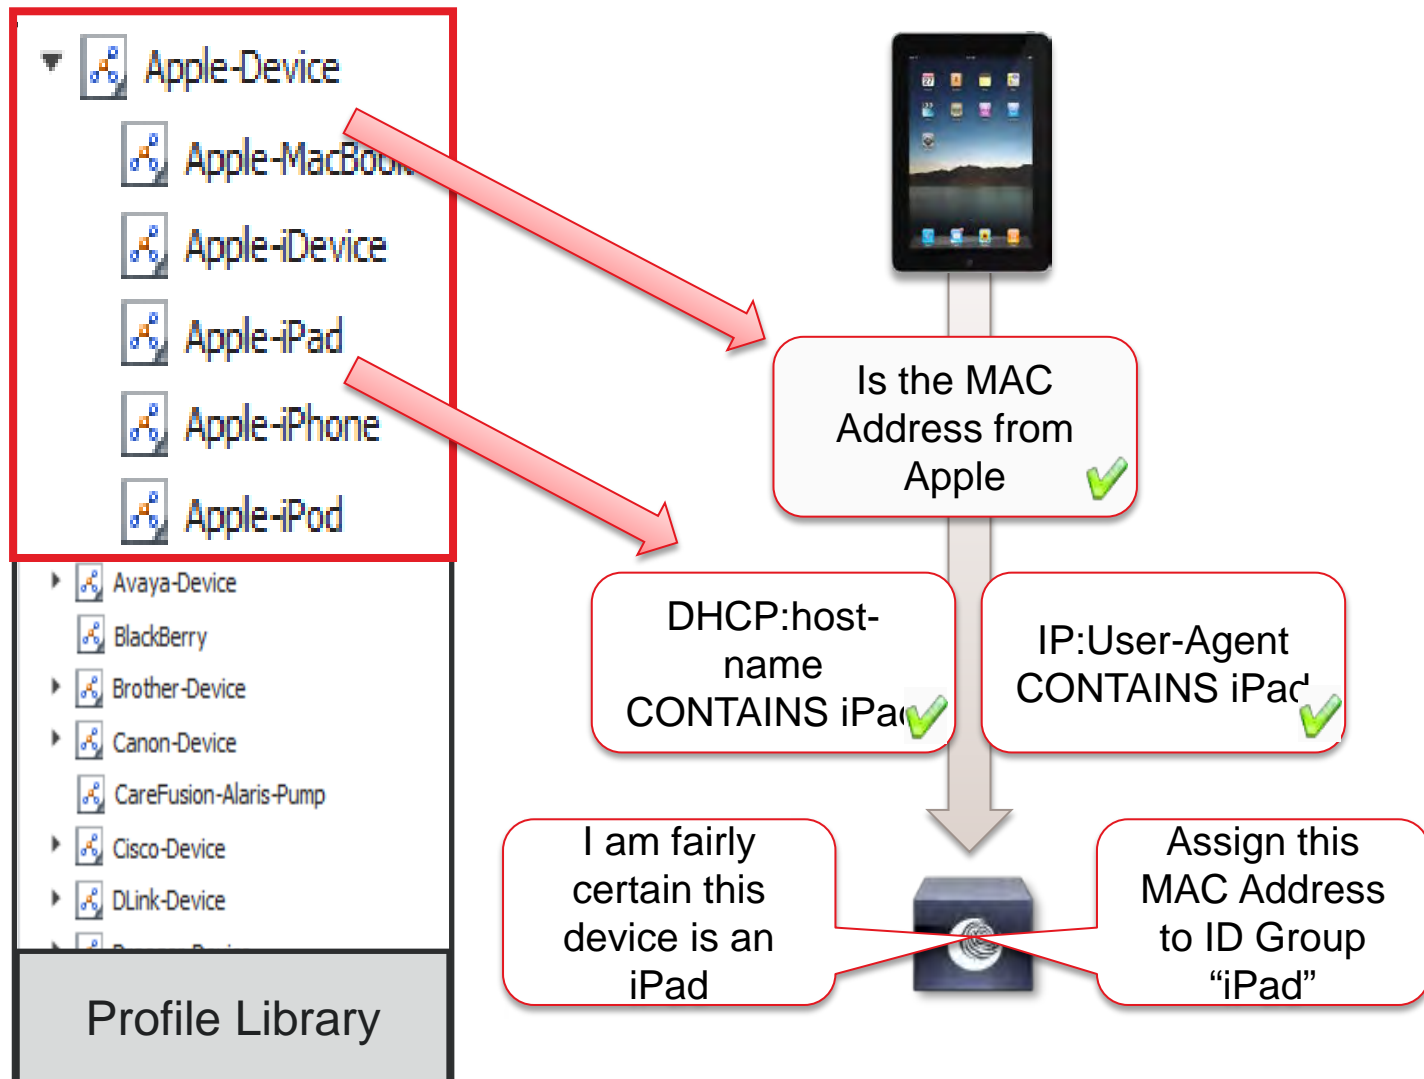 Apple-Device
Apple-MacBook
Apple-iDevice
Apple-iPad
Apple-iPhone
Apple-iPod
Avaya-Device
BlackBerry
Brother-Device
Canon-Device
CareFusion-Alaris-Pump
Cisco-Device
DLink-Device
Profile Library
Is the MAC
Address from
Apple
DHCP:host-
name
CONTAINS iPad
IP:User-Agent
CONTAINS iPad
I am fairly
certain this
device is an
iPad
Assign this
MAC Address
to ID Group
“iPad”